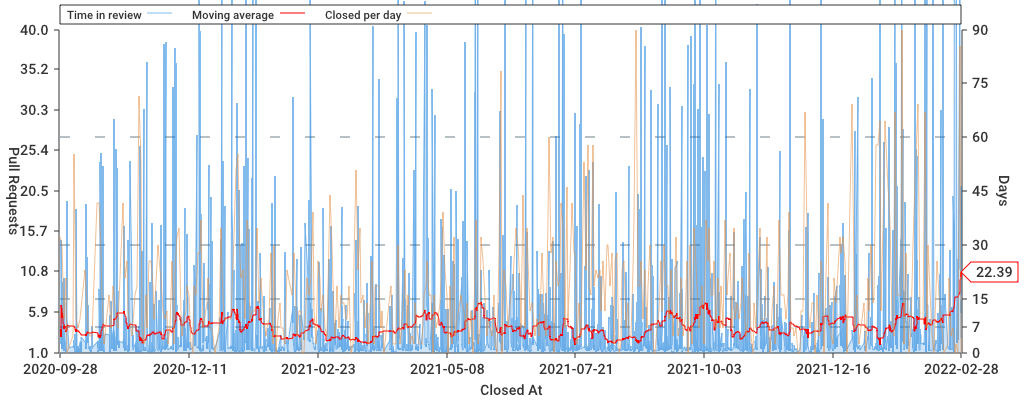 Time in review Moving average Closed per day
40.0 90
35.2 75
30.3 60
25.4 45
20.5 30
15.7 22.39
10.8 15
5.9 7
1.0 0
Pull Requests
Days
2020-09-28 2020-12-11 2021-02-23 2021-05-08 2021-07-21 2021-10-03 2021-12-16 2022-02-28
Closed At